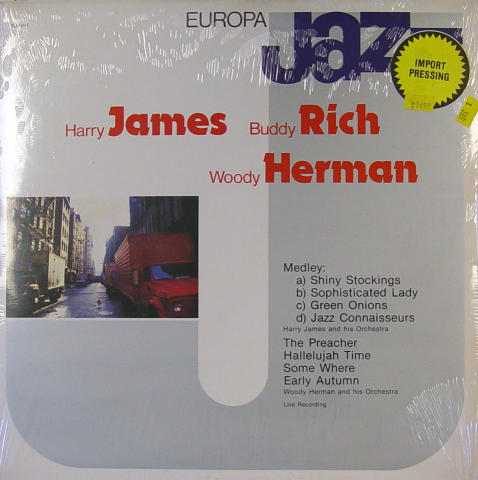 EUROPA
Jazz
IMPORT
PRESSING
Harry James Buddy Rich
Woody Herman
Medley:
a) Shiny Stockings
b) Sophisticated Lady
c) Green Onions
d) Jazz Connaisseurs
Harry James and his Orchestra
The Preacher
Hallelujah Time
Some Where
Early Autumn
Woody Herman and his Orchestra
Live Recording